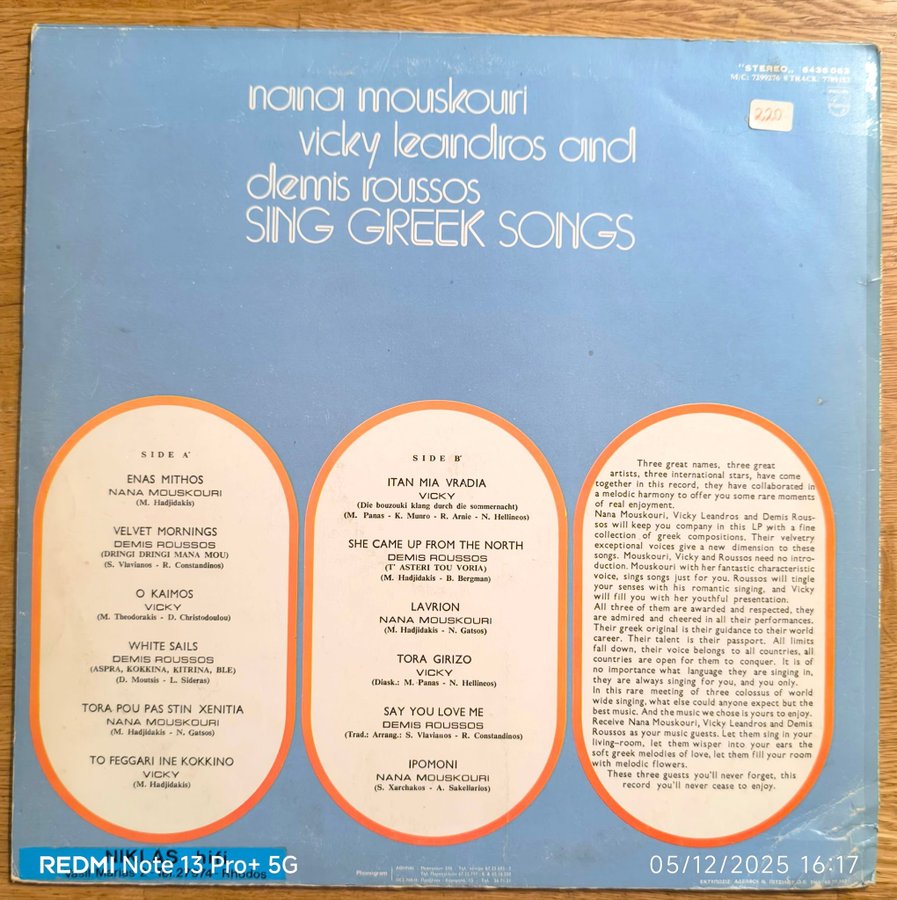 "STEREO,, 6438 063
M/C: 7299276 8 TRACK:
220
nana mouskouri
vicky leandros and
demis roussos
SING GREEK SONGS
SIDE A'
ENAS MITHOS
NANA MOUSKOURI
(M. Hadjidakis)
VELVET MORNINGS
DEMIS ROUSSOS
(DRINGI DRINGI MANA MOU)
(S. Vlavianos - R. Constandinos)
O KAIMOS
VICKY
(M. Theodorakis - D. Christodoulou)
WHITE SAILS
DEMIS ROUSSOS
(ASPRA, KOKKINA, KITRINA, BLE)
(D. Moutsis - L. Sideras)
TORA POU PAS STIN XENITIA
NANA MOUSKOURI
(M. Hadjidakis - N. Gatsos)
TO FEGGARI INE KOKKINO
VICKY
(M. Hadjidakis)
SIDE B'
ITAN MIA VRADIA
VICKY
(Die bouzouki klang durch die sommernacht)
(M. Panas - K. Munro - R. Arnie - N. Hellineos)
SHE CAME UP FROM THE NORTH
DEMIS ROUSSOS
(T' ASTERI TOU VORIA)
(M. Hadjidakis - B. Bergman)
LAVRION
NANA MOUSKOURI
(M. Hadjidakis - N. Gatsos)
TORA GIRIZO
VICKY
(Diask.: M. Panas - N. Hellineos)
SAY YOU LOVE ME
DEMIS ROUSSOS
(Trad.: Arrang.: S. Vlavianos - R. Constandinos)
IPOMONI
NANA MOUSKOURI
(S. Xarchakos - A. Sakellarios)
Three great names, three great
artists, three international stars, have come
together in this record, they have collaborated in
a melodic harmony to offer you some rare moments
of real enjoyment.
Nana Mouskouri, Vicky Leandros and Demis Rous-
sos will keep you company in this LP with a fine
collection of greek compositions. Their velvetry
exceptional voices give a new dimension to these
songs. Mouskouri, Vicky and Roussos need no intro-
duction. Mouskouri with her fantastic characteristic
voice, sings songs just for you. Roussos will tingle
your senses with his romantic singing, and Vicky
will fill you with her youthful presentation.
All three of them are awarded and respected, they
are admired and cheered in all their performances.
Their greek original is their guidance to their world
career. Their talent is their passport. All limits
fall down, their voice belongs to all countries, all
countries are open for them to conquer. It is of
no importance what language they are singing in,
they are always singing for you, and you only.
In this rare meeting of three colossus of world
wide singing, what else could anyone expect but the
best music. And the music we chose is yours to enjoy.
Receive Nana Mouskouri, Vicky Leandros and Demis
Roussos as your music guests. Let them sing in your
living-room, let them wisper into your ears the
soft greek melodies of love, let them fill your room
with melodic flowers.
These three guests you'll never forget, this
record you'll never cease to enjoy.
NIKLAS hifi
Rhodos
Phonogram
REDMI Note 13 Pro+ 5G
05/12/2025 16:17